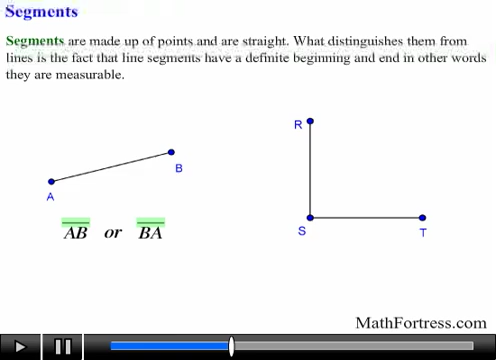 Segments
Segments are made up of points and are straight. What distinguishes them from
lines is the fact that line segments have a definite beginning and end in other words
they are measurable.
R
B
A
AB or BA
S
T
MathFortress.com